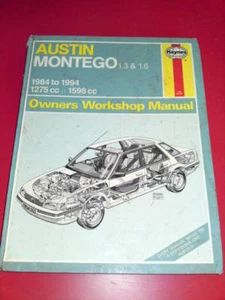 AUSTIN
MONTEGO 1.3 & 1.6
Haynes
1984 to 1994
1275 cc 1598 cc
Owners Workshop Manual